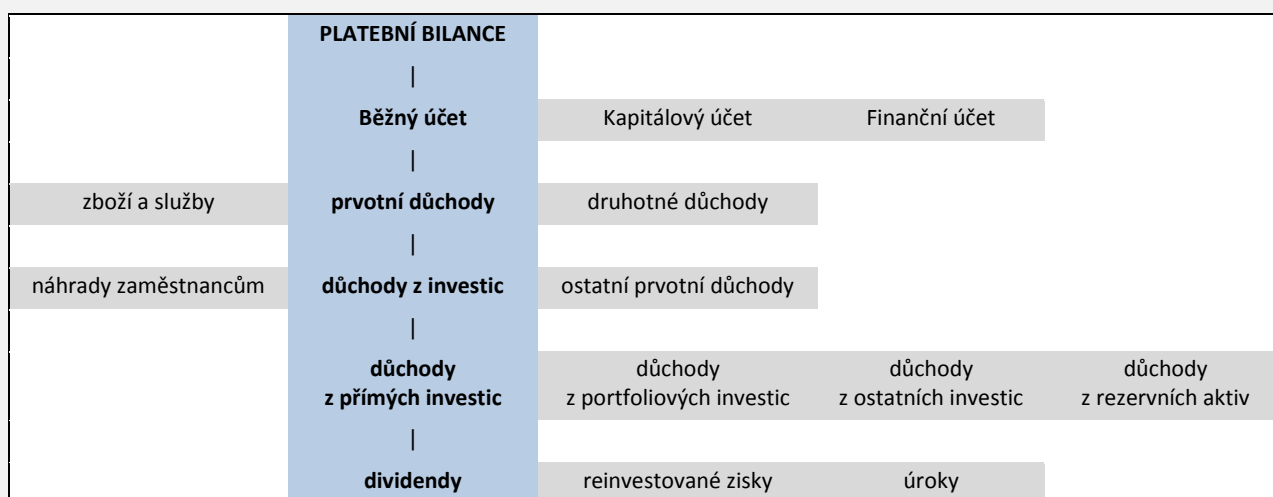 PLATEBNÍ BILANCE
|
Běžný účet Kapitálový účet Finanční účet
|
zboží a služby prvotní důchody druhotné důchody
|
náhrady zaměstnancům důchody z investic ostatní prvotní důchody
|
důchody důchody důchody důchody
z přímých investic z portfoliových investic z ostatních investic z rezervních aktiv
|
dividendy reinvestované zisky úroky